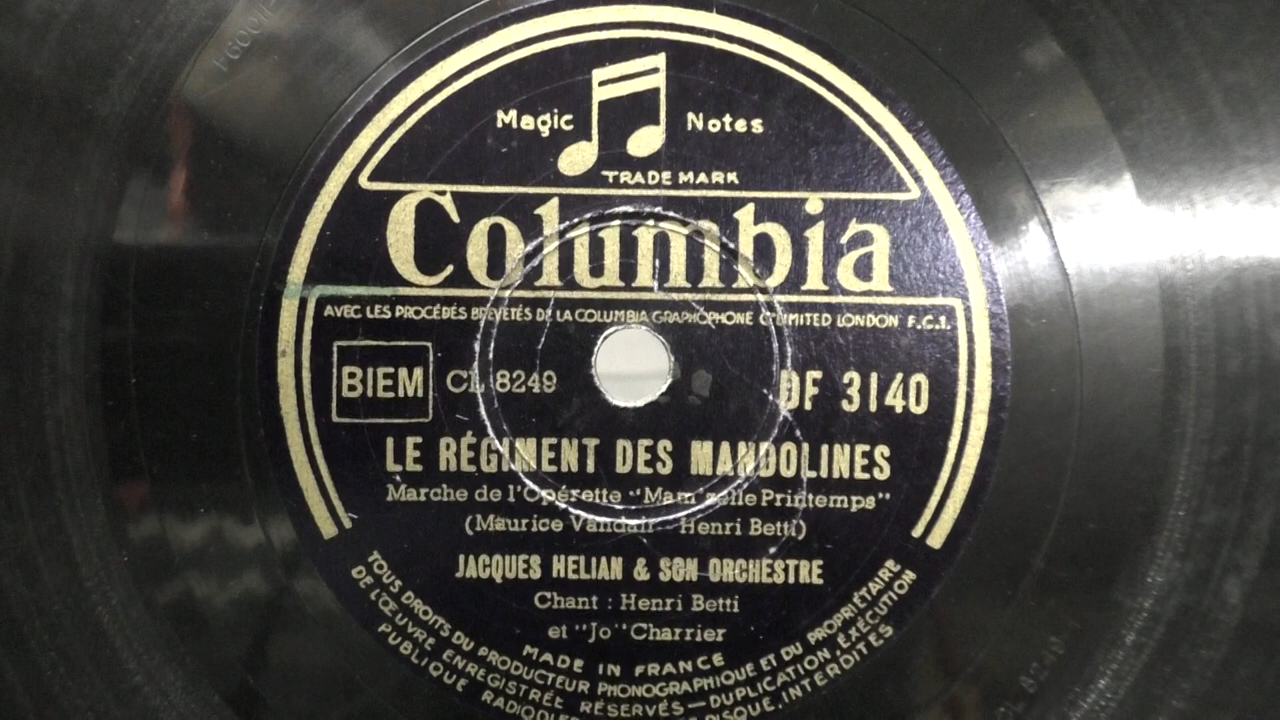 Magic Notes
TRADE MARK
Columbia
AVEC LES PROCÉDÉS BREVETÉS DE LA COLUMBIA GRAPHOPHONE Cº LIMITED LONDON F.C.1.
BIEM CL 8249 DF 3140
LE RÉGIMENT DES MANDOLINES
Marche de l'Opérette "Mam'zelle Printemps"
(Maurice Vandair - Henri Betti)
JACQUES HELIAN & SON ORCHESTRE
Chant : Henri Betti
et "Jo" Charrier
MADE IN FRANCE
TOUS DROITS DU PRODUCTEUR PHONOGRAPHIQUE ET DU PROPRIÉTAIRE
DE L'ŒUVRE ENREGISTRÉE RÉSERVÉS — DUPLICATION, EXÉCUTION
PUBLIQUE DISQUE, INTERDITES